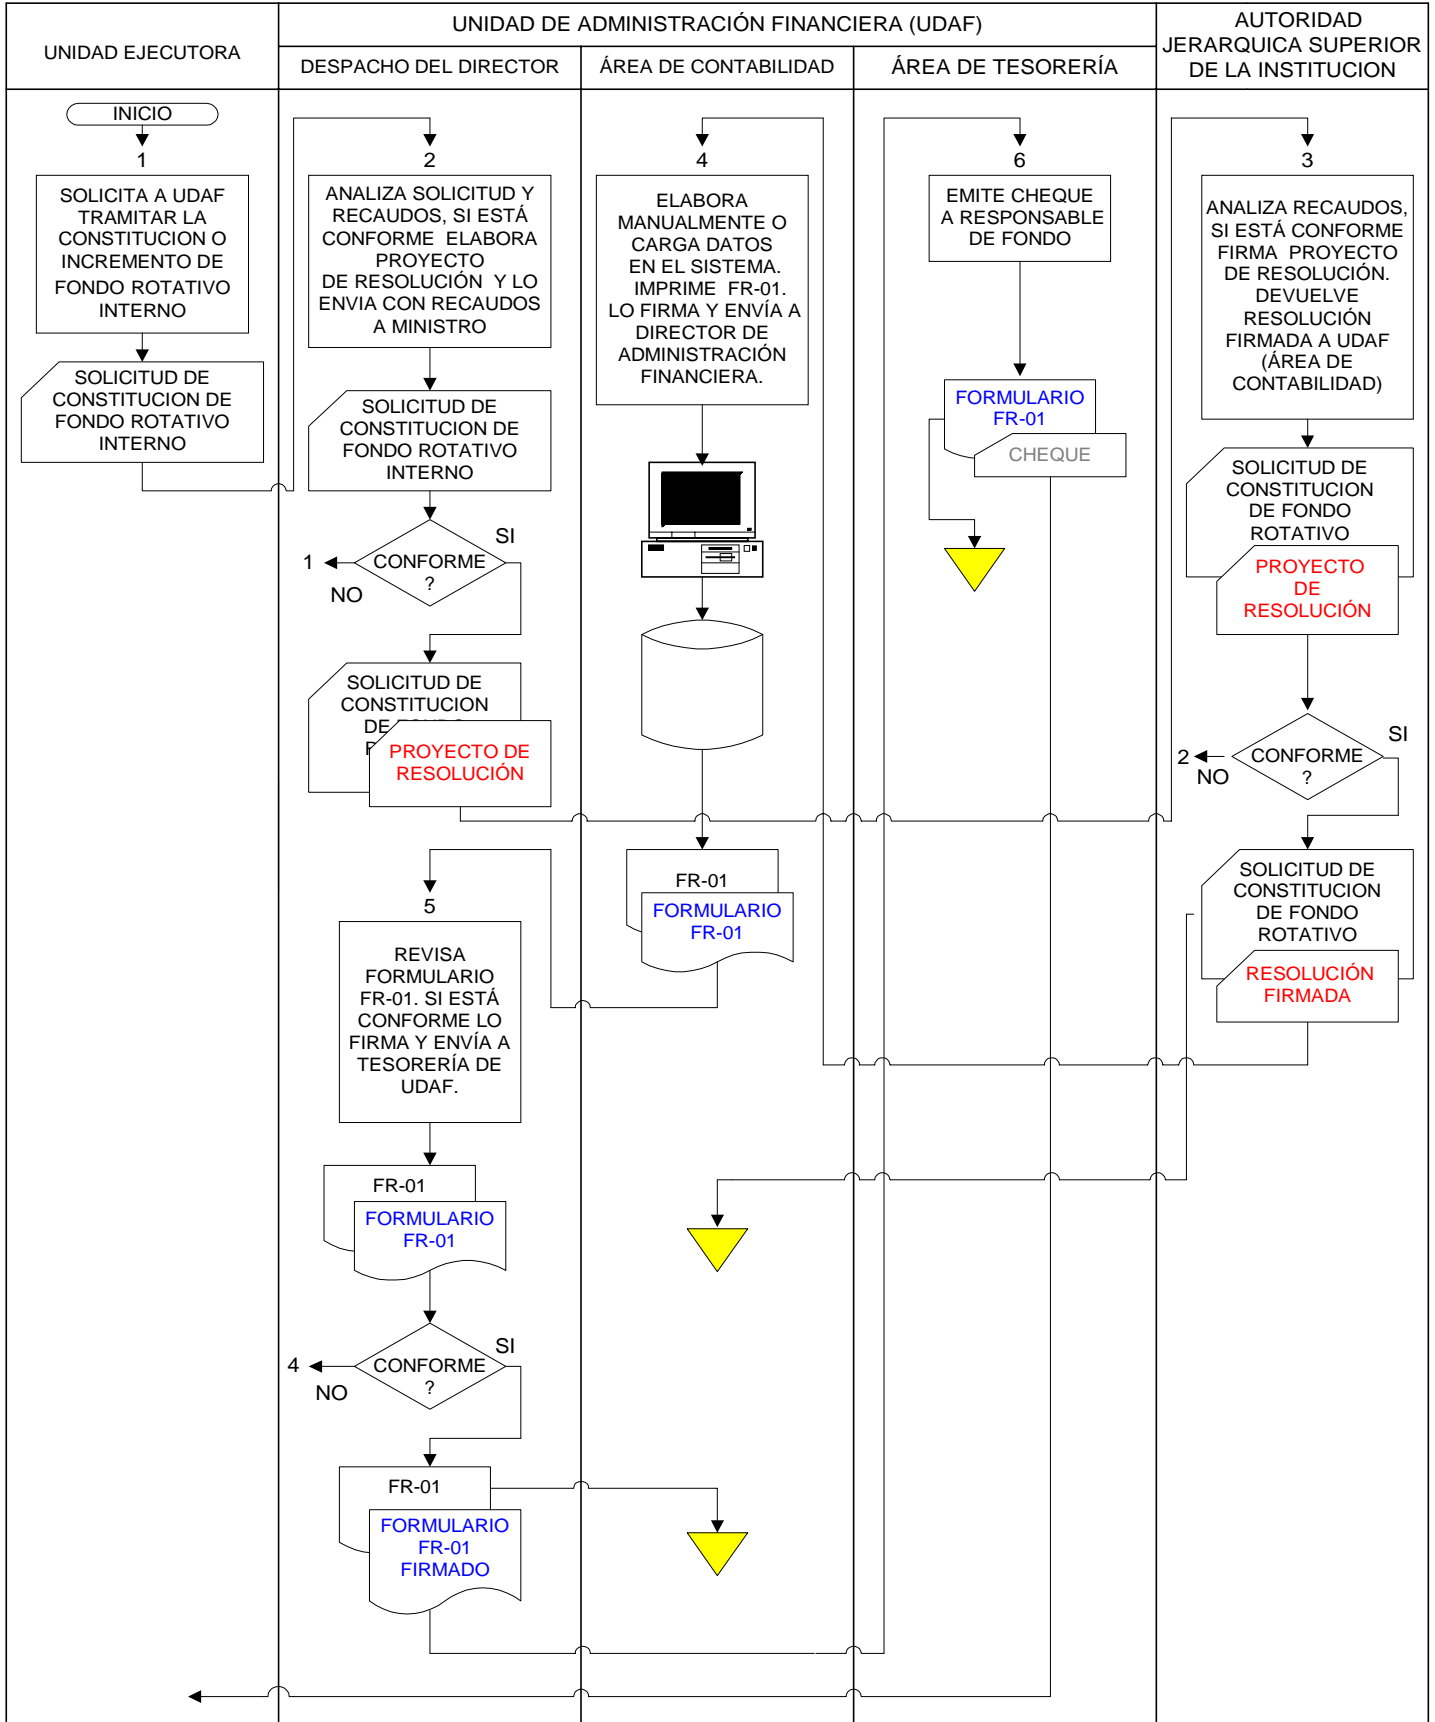 UNIDAD EJECUTORA
UNIDAD DE ADMINISTRACIÓN FINANCIERA (UDAF)
DESPACHO DEL DIRECTOR
ÁREA DE CONTABILIDAD
ÁREA DE TESORERÍA
AUTORIDAD
JERARQUICA SUPERIOR
DE LA INSTITUCION
INICIO
1
SOLICITA A UDAF
TRAMITAR LA
CONSTITUCION O
INCREMENTO DE
FONDO ROTATIVO
INTERNO
SOLICITUD DE
CONSTITUCION DE
FONDO ROTATIVO
INTERNO
2
ANALIZA SOLICITUD Y
RECAUDOS, SI ESTÁ
CONFORME ELABORA
PROYECTO
DE RESOLUCIÓN Y LO
ENVIA CON RECAUDOS
A MINISTRO
SOLICITUD DE
CONSTITUCION DE
FONDO ROTATIVO
INTERNO
CONFORME
?
SI
1
NO
SOLICITUD DE
CONSTITUCION
DE
PROYECTO DE
RESOLUCIÓN
5
REVISA
FORMULARIO
FR-01. SI ESTÁ
CONFORME LO
FIRMA Y ENVÍA A
TESORERÍA DE
UDAF.
FR-01
FORMULARIO
FR-01
CONFORME
?
SI
4
NO
FR-01
FORMULARIO
FR-01
FIRMADO
4
ELABORA
MANUALMENTE O
CARGA DATOS
EN EL SISTEMA.
IMPRIME FR-01.
LO FIRMA Y ENVÍA A
DIRECTOR DE
ADMINISTRACIÓN
FINANCIERA.
FR-01
FORMULARIO
FR-01
6
EMITE CHEQUE
A RESPONSABLE
DE FONDO
FORMULARIO
FR-01
CHEQUE
3
ANALIZA RECAUDOS,
SI ESTÁ CONFORME
FIRMA PROYECTO
DE RESOLUCIÓN.
DEVUELVE
RESOLUCIÓN
FIRMADA A UDAF
(ÁREA DE
CONTABILIDAD)
SOLICITUD DE
CONSTITUCION
DE FONDO
ROTATIVO
PROYECTO
DE
RESOLUCIÓN
CONFORME
?
SI
2
NO
SOLICITUD DE
CONSTITUCION
DE FONDO
ROTATIVO
RESOLUCIÓN
FIRMADA